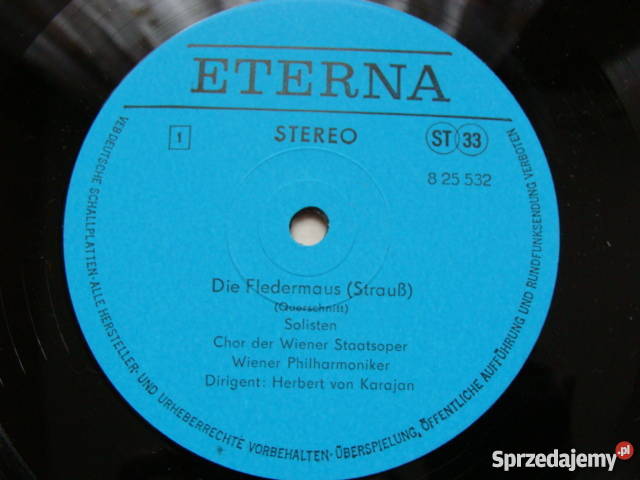 ETERNA
1 STEREO ST 33
8 25 532
Die Fledermaus (Strauß)
(Querschnitt)
Solisten
Chor der Wiener Staatsoper
Wiener Philharmoniker
Dirigent: Herbert von Karajan
VEB DEUTSCHE SCHALLPLATTEN · ALLE HERSTELLER- UND URHEBERRECHTE VORBEHALTEN · ÜBERSPIELUNG, ÖFFENTLICHE AUFFÜHRUNG UND RUNDFUNKSENDUNG VERBOTEN
Sprzedajemy.pl